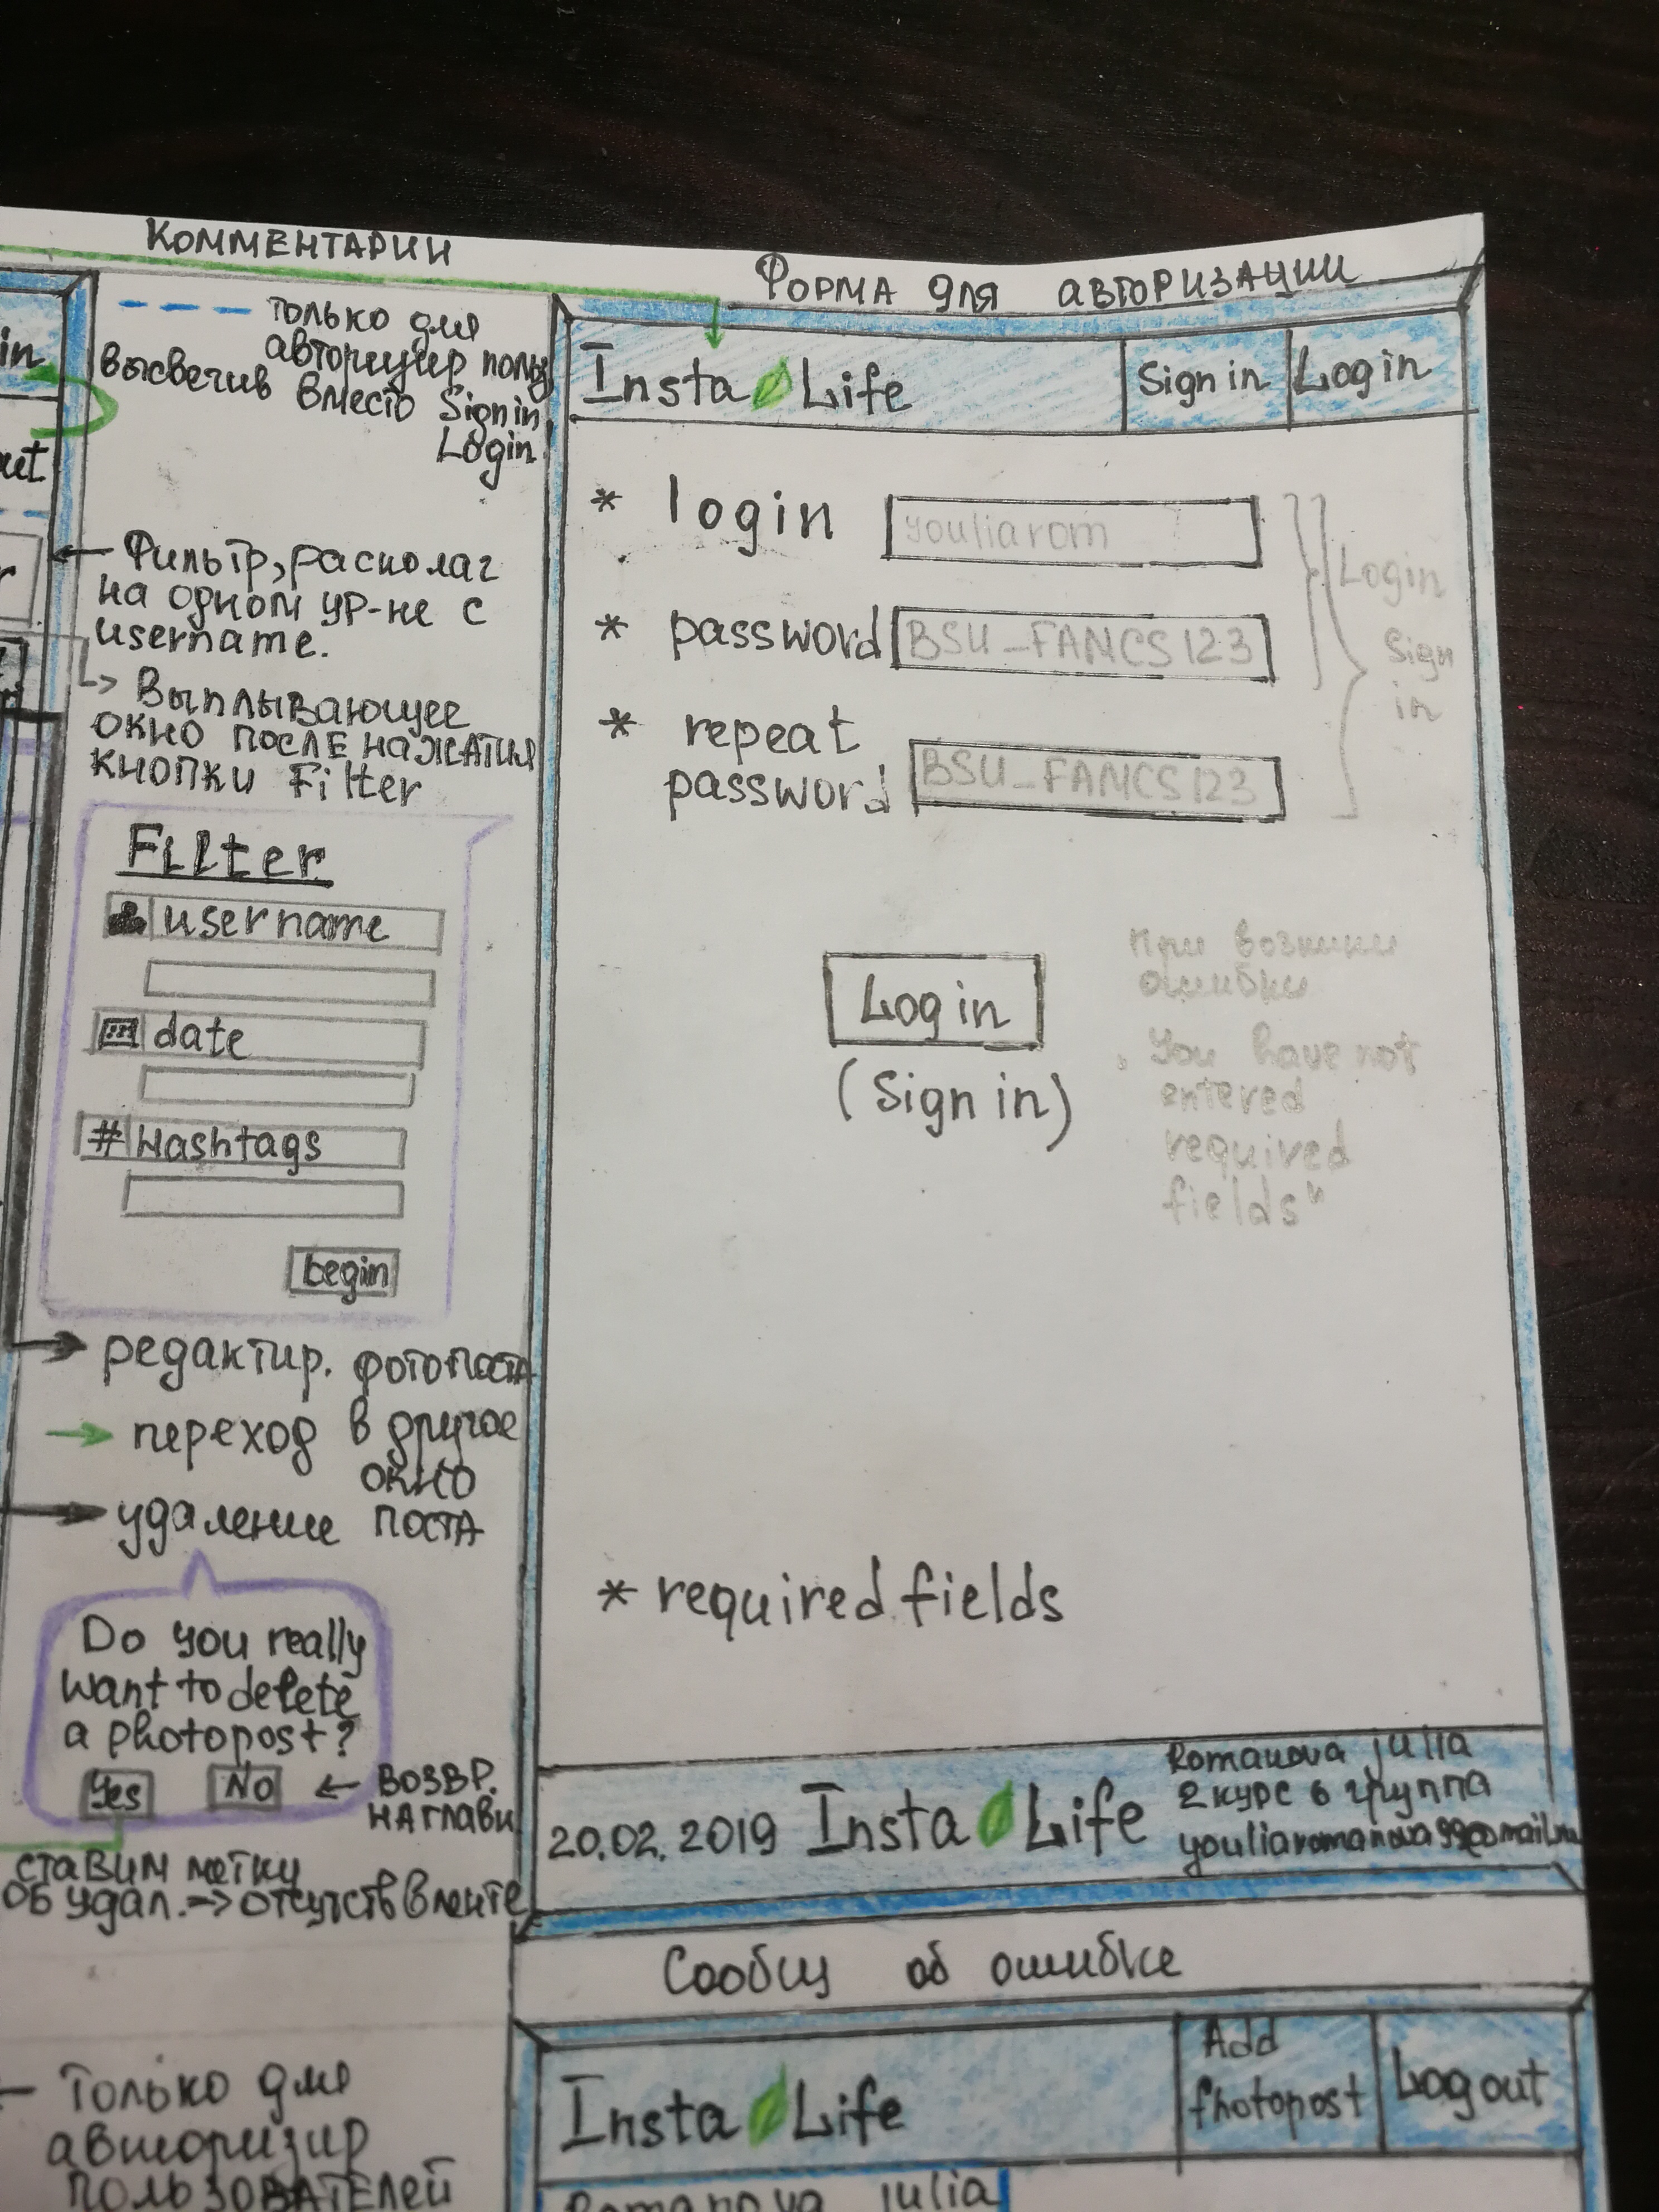 Комментарии
in
ut
только для
авторизир польз
высвечив вместо Sign in
Login
← Фильтр, располаг
на одном ур-не с
username.
Выплывающее
окно после нажатия
кнопки Filter
Filter
username
date
# Hashtags
begin
редактир. фотопоста
переход в другое
окно
удаление поста
Do you really
want to delete
a photopost?
Yes No ← возвр.
на главн
ставим метку
об удал. => отсутств в ленте
Только для
авторизир
пользователей
Форма для авторизации
Insta Life Sign in Log in
* login youliarom
* password BSU_FAMCS123
* repeat
password BSU_FAMCS123
Login
Sign
in
Log in
(Sign in)
При возникн
ошибки
„You have not
entered
required
fields"
* required fields
Romanova Julia
2 курс 6 группа
20.02.2019 Insta Life
Сообщ об ошибке
Insta Life Add
Photopost Log out
Romanova Julia